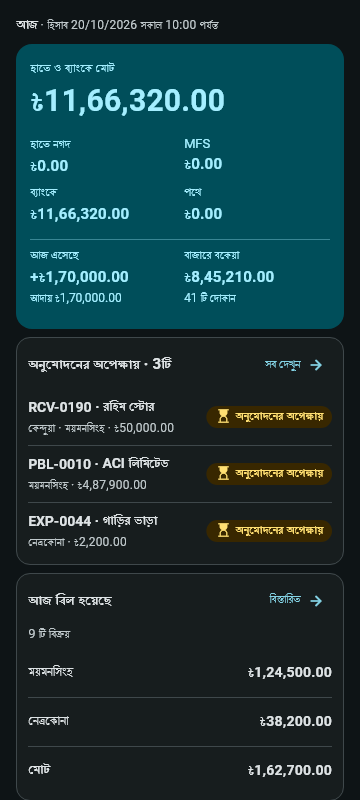 আজ · হিসাব 20/10/2026 সকাল 10:00 পর্যন্ত
হাতে ও ব্যাংকে মোট
৳11,66,320.00
হাতে নগদ
MFS
৳0.00
৳0.00
ব্যাংকে
পথে
৳11,66,320.00
৳0.00
আজ এসেছে
বাজারে বকেয়া
+৳1,70,000.00
৳8,45,210.00
আদায় ৳1,70,000.00
41 টি দোকান
অনুমোদনের অপেক্ষায় · 3টি
সব দেখুন →
RCV-0190 · রহিম স্টোর
কেন্দুয়া · ময়মনসিংহ · ৳50,000.00
অনুমোদনের অপেক্ষায়
PBL-0010 · ACI লিমিটেড
ময়মনসিংহ · ৳4,87,900.00
অনুমোদনের অপেক্ষায়
EXP-0044 · গাড়ির ভাড়া
নেত্রকোনা · ৳2,200.00
অনুমোদনের অপেক্ষায়
আজ বিল হয়েছে
বিস্তারিত →
9 টি বিক্রয়
ময়মনসিংহ
৳1,24,500.00
নেত্রকোনা
৳38,200.00
মোট
৳1,62,700.00